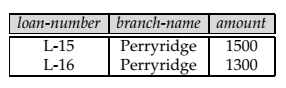 loan-number branch-name amount
L-15 Perryridge 1500
L-16 Perryridge 1300